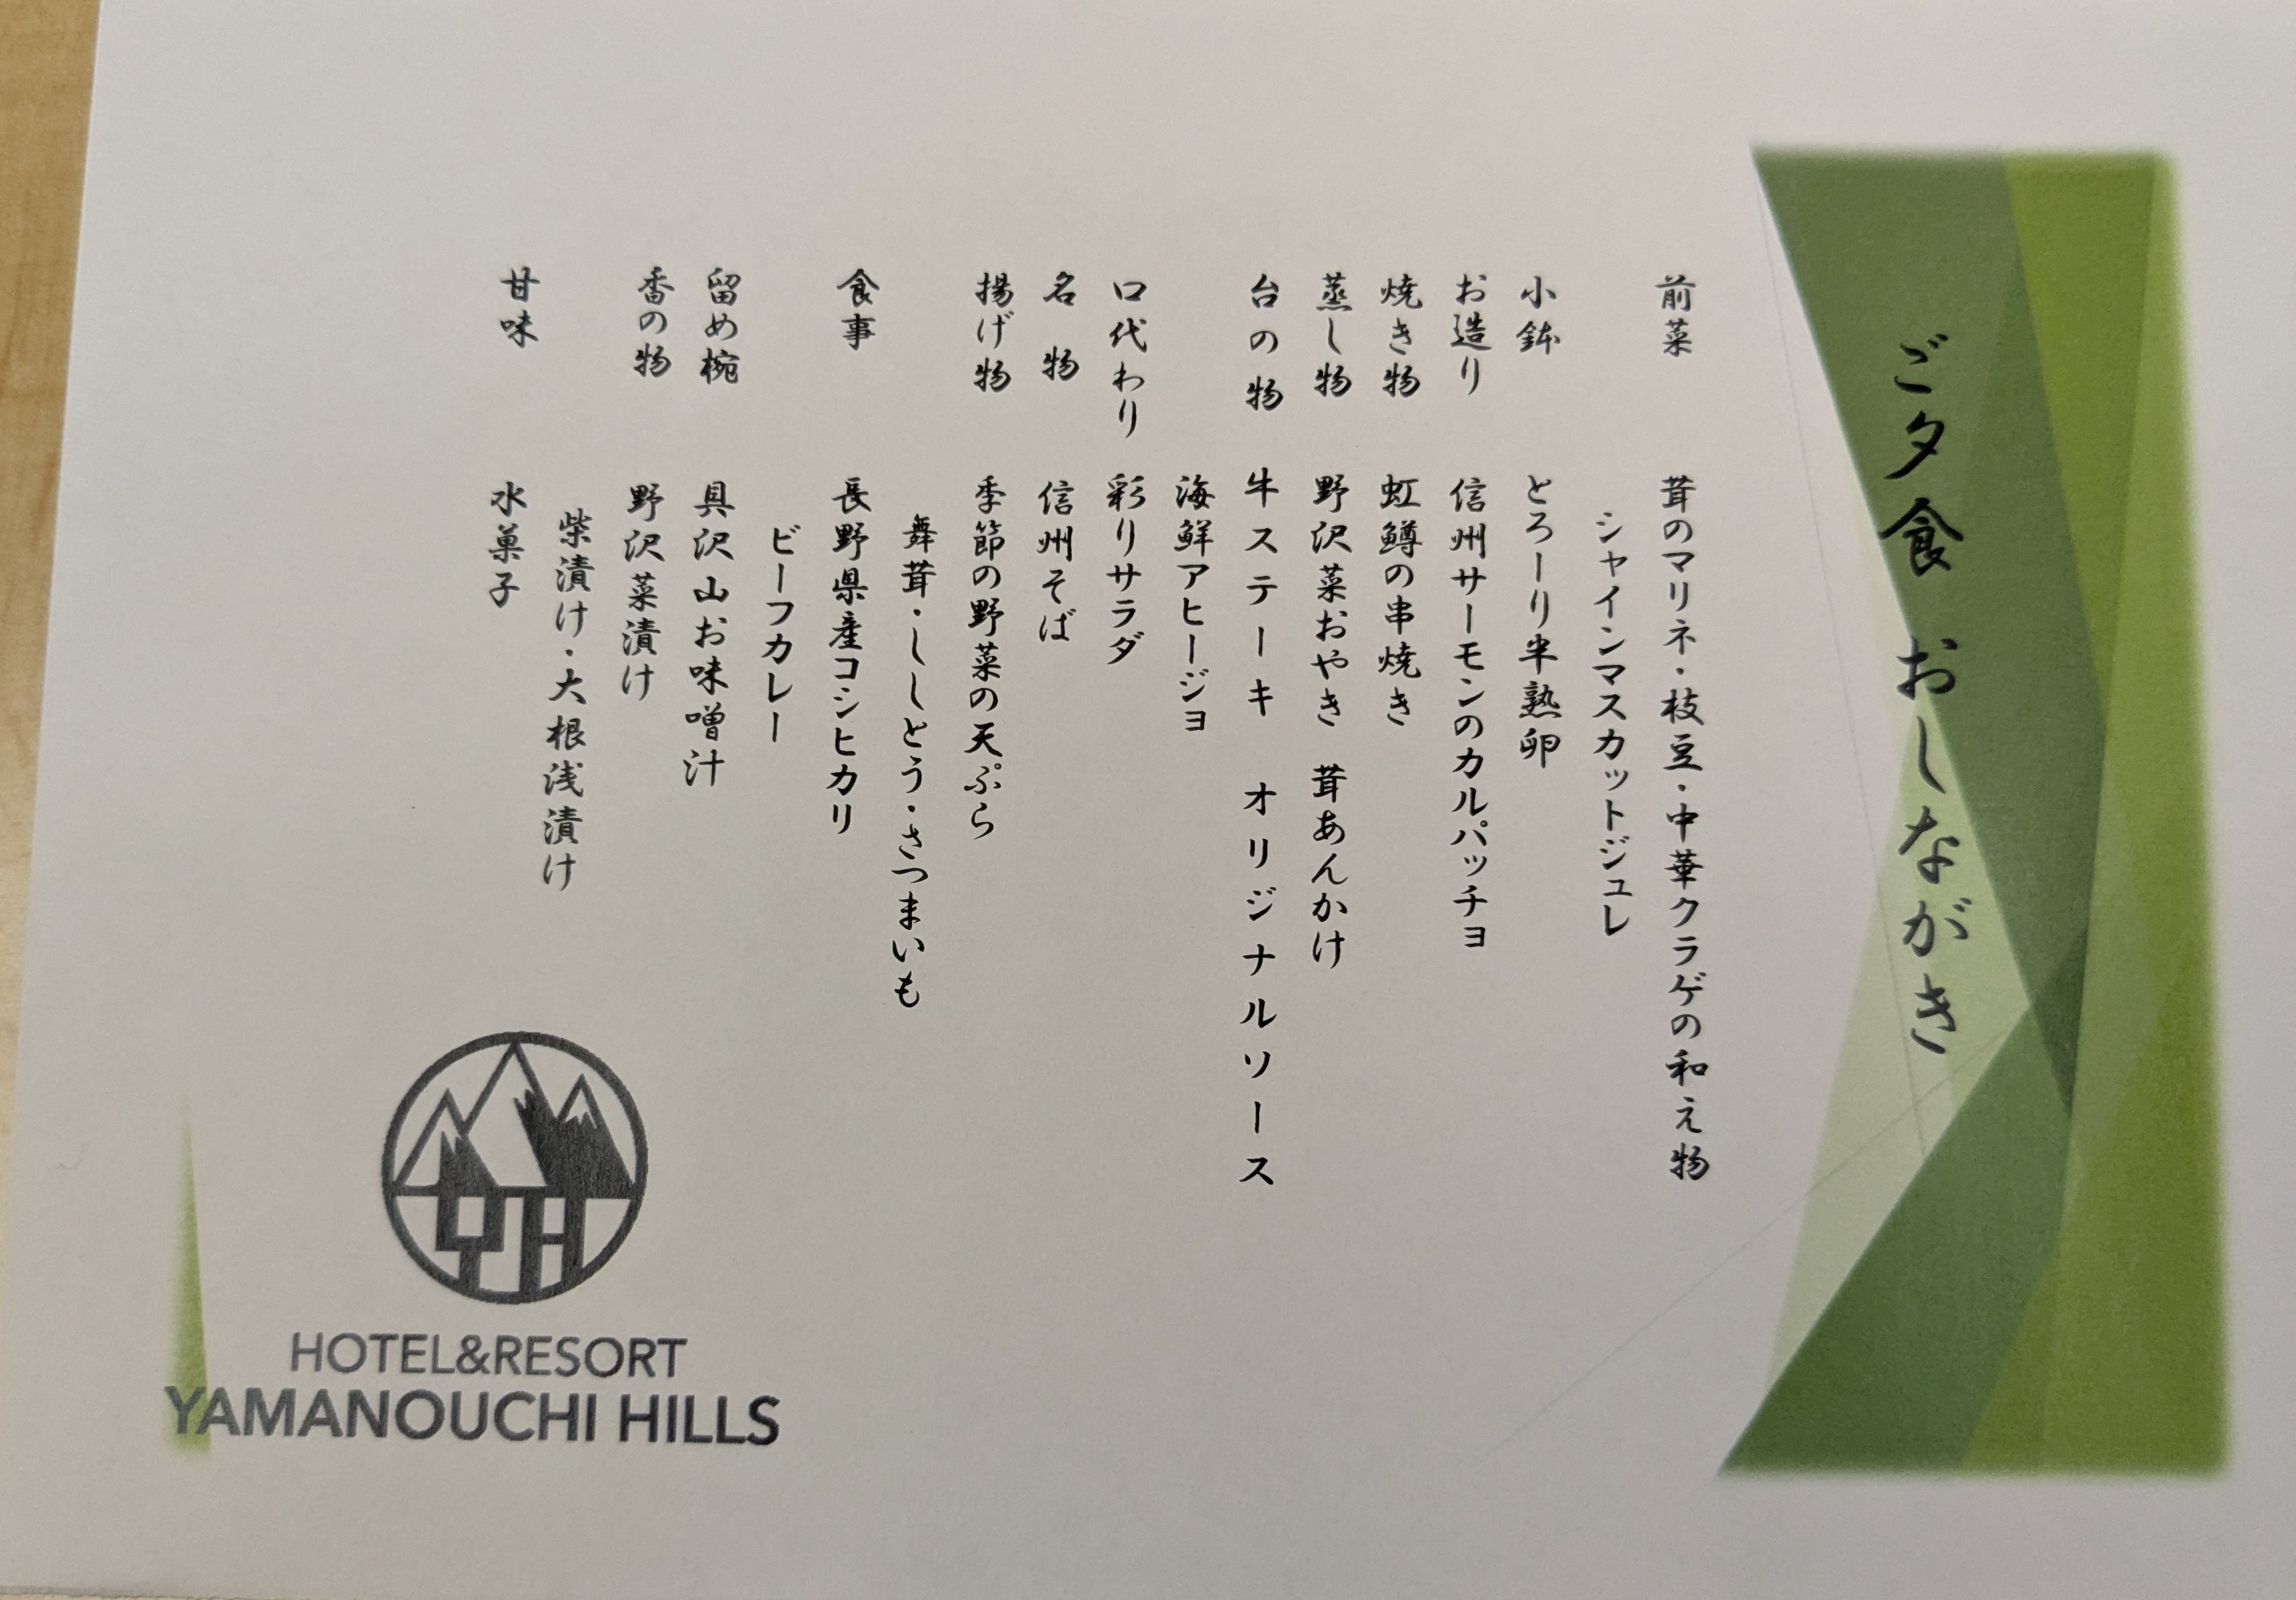 ご夕食 おしながき
前菜 茸のマリネ・枝豆・中華クラゲの和え物
シャインマスカットジュレ
小鉢 とろーり半熟卵
お造り 信州サーモンのカルパッチョ
焼き物 虹鱒の串焼き
蒸し物 野沢菜おやき 茸あんかけ
台の物 牛ステーキ オリジナルソース
海鮮アヒージョ
口代わり 彩りサラダ
名物 信州そば
揚げ物 季節の野菜の天ぷら
舞茸・ししとう・さつまいも
食事 長野県産コシヒカリ
ビーフカレー
留め椀 具沢山お味噌汁
香の物 野沢菜漬け
柴漬け・大根浅漬け
甘味 水菓子
YH
HOTEL&RESORT
YAMANOUCHI HILLS